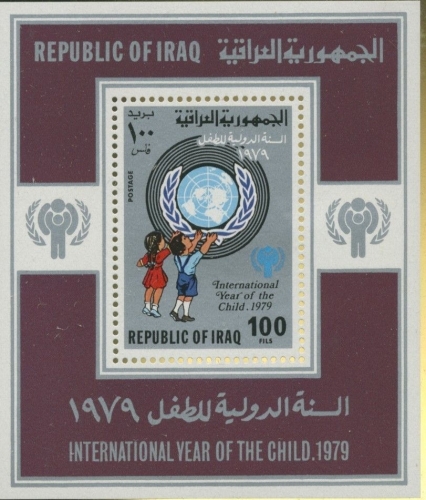 REPUBLIC OF IRAQ الجمهورية العراقية
بريد
١٠٠
فلس
الجمهورية العراقية
السنة الدولية للطفل
١٩٧٩
POSTAGE
International
Year of the
Child.1979
REPUBLIC OF IRAQ 100
FILS
السنة الدولية للطفل ١٩٧٩
INTERNATIONAL YEAR OF THE CHILD.1979